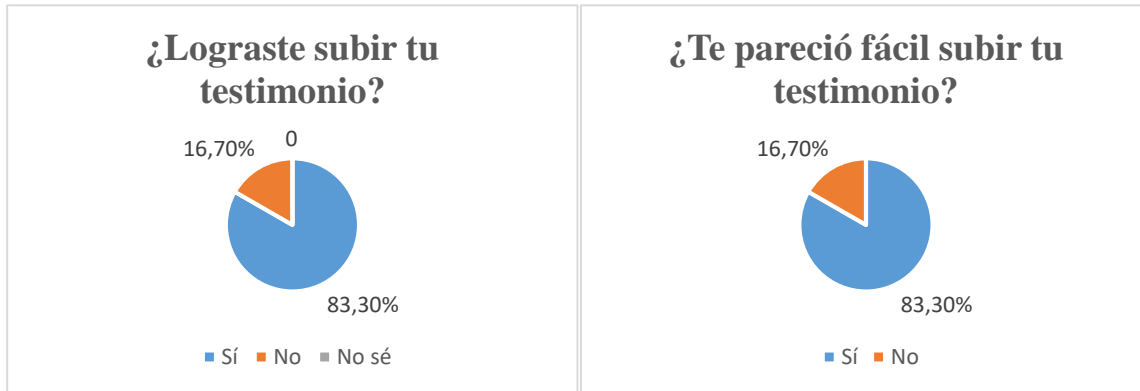 ¿Lograste subir tu
testimonio?
0
16,70%
83,30%
Sí No No sé
¿Te pareció fácil subir tu
testimonio?
16,70%
83,30%
Sí No